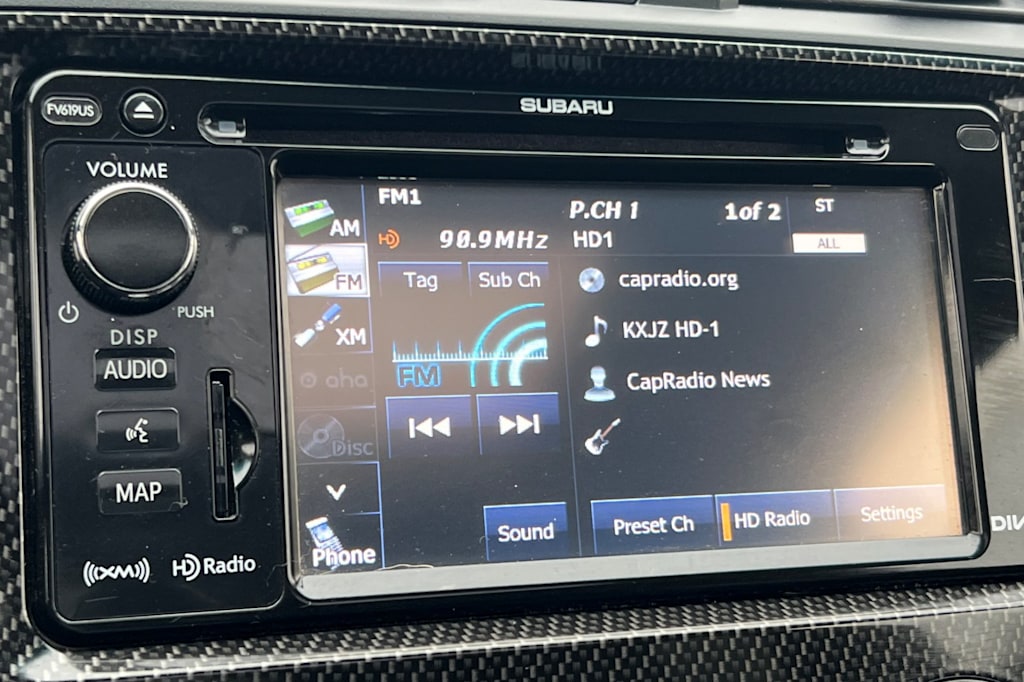 SUBARU
FV619US
VOLUME
PUSH
DISP
AUDIO
MAP
((XM))
HD Radio
AM
FM
XM
aha
Disc
Phone
FM1
P.CH 1
1of 2
ST
HD
90.9MHz
HD1
ALL
Tag
Sub Ch
capradio.org
KXJZ HD-1
CapRadio News
FM
Sound
Preset Ch
HD Radio
Settings